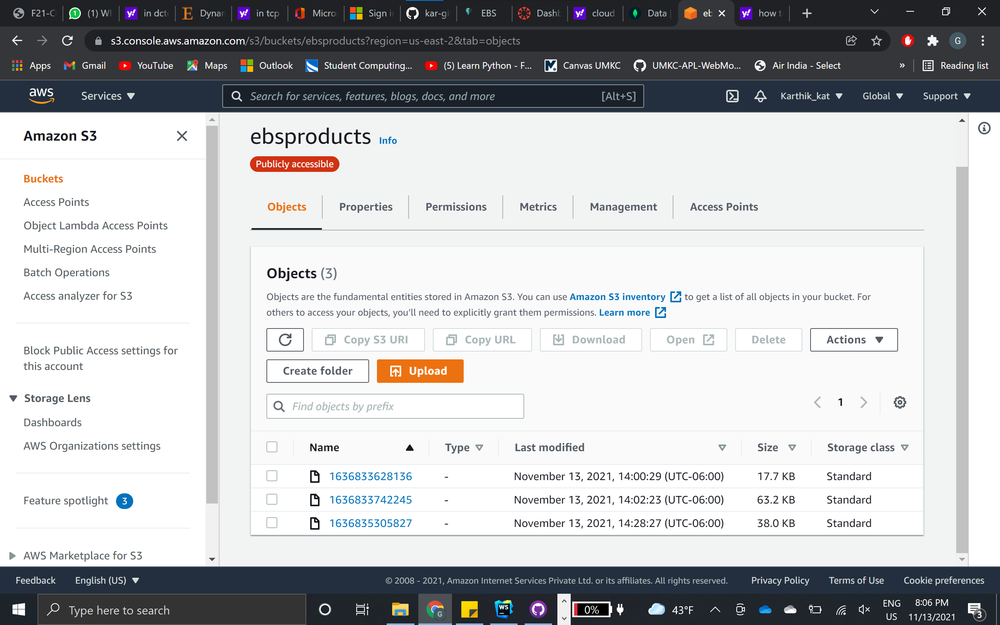 F21-C
(1) W
in dct
Dynan
in tcp
Micro
Sign in
kar-gi
EBS
Dashb
cloud
Data
eb
how t
s3.console.aws.amazon.com/s3/buckets/ebsproducts?region=us-east-2&tab=objects
G
Apps
Gmail
YouTube
Maps
Outlook
Student Computing...
(5) Learn Python - F...
Canvas UMKC
UMKC-APL-WebMo...
Air India - Select
»
Reading list
aws
Services
Search for services, features, blogs, docs, and more
[Alt+S]
Karthik_kat
Global
Support
Amazon S3
Buckets
Access Points
Object Lambda Access Points
Multi-Region Access Points
Batch Operations
Access analyzer for S3
Block Public Access settings for
this account
Storage Lens
Dashboards
AWS Organizations settings
Feature spotlight 3
AWS Marketplace for S3
ebsproducts Info
Publicly accessible
Objects
Properties
Permissions
Metrics
Management
Access Points
Objects (3)
Objects are the fundamental entities stored in Amazon S3. You can use Amazon S3 inventory to get a list of all objects in your bucket. For
others to access your objects, you'll need to explicitly grant them permissions. Learn more
Copy S3 URI
Copy URL
Download
Open
Delete
Actions
Create folder
Upload
Find objects by prefix
1
Name Type Last modified Size Storage class
1636833628136 - November 13, 2021, 14:00:29 (UTC-06:00) 17.7 KB Standard
1636833742245 - November 13, 2021, 14:02:23 (UTC-06:00) 63.2 KB Standard
1636835305827 - November 13, 2021, 14:28:27 (UTC-06:00) 38.0 KB Standard
Feedback
English (US)
© 2008 - 2021, Amazon Internet Services Private Ltd. or its affiliates. All rights reserved.
Privacy Policy
Terms of Use
Cookie preferences
Type here to search
G
WS
0%
43°F
ENG
US
8:06 PM
11/13/2021
3